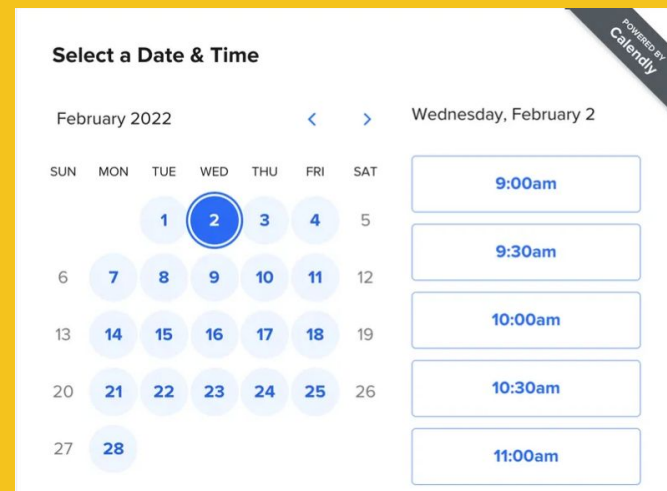 POWERED BY
Calendly
Select a Date & Time
February 2022
SUN MON TUE WED THU FRI SAT
1 2 3 4 5
6 7 8 9 10 11 12
13 14 15 16 17 18 19
20 21 22 23 24 25 26
27 28
Wednesday, February 2
9:00am
9:30am
10:00am
10:30am
11:00am